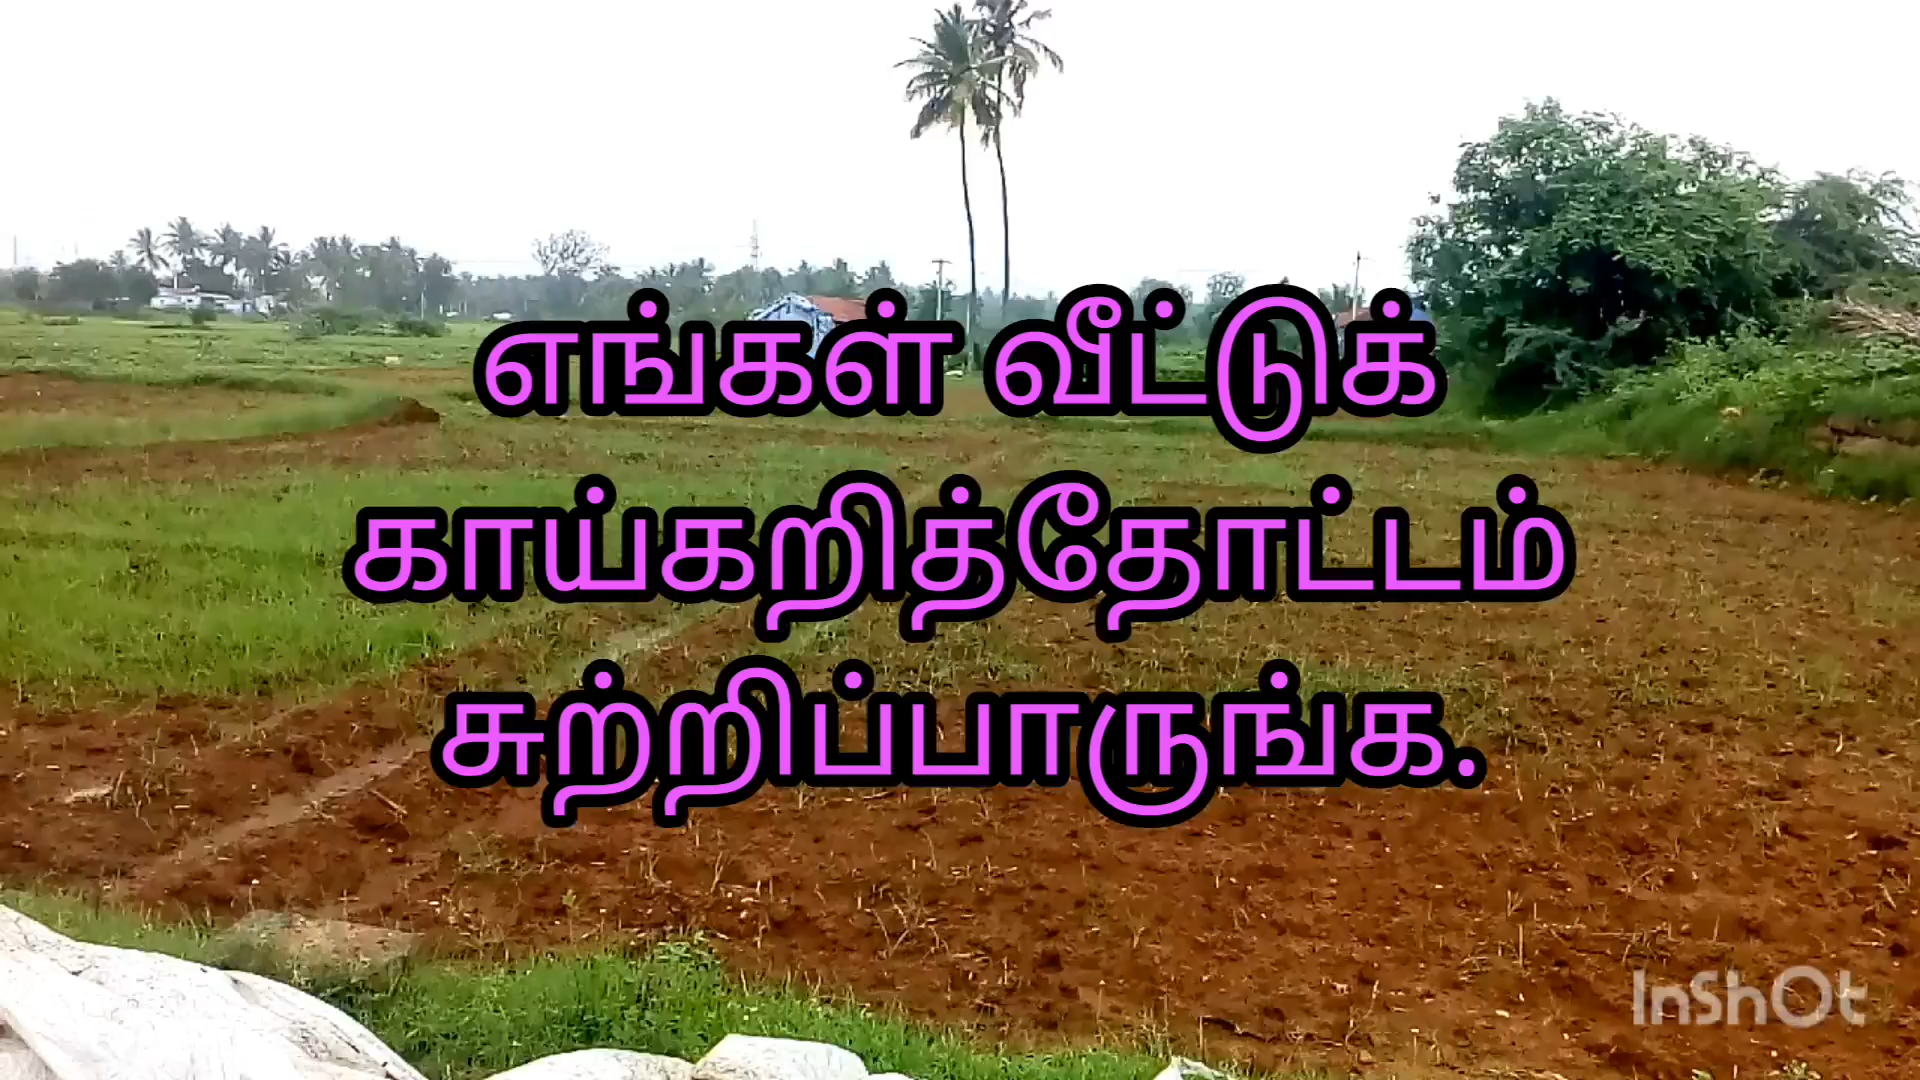 எங்கள் வீட்டுக்
காய்கறித்தோட்டம்
சுற்றிப்பாருங்க.
InShOt